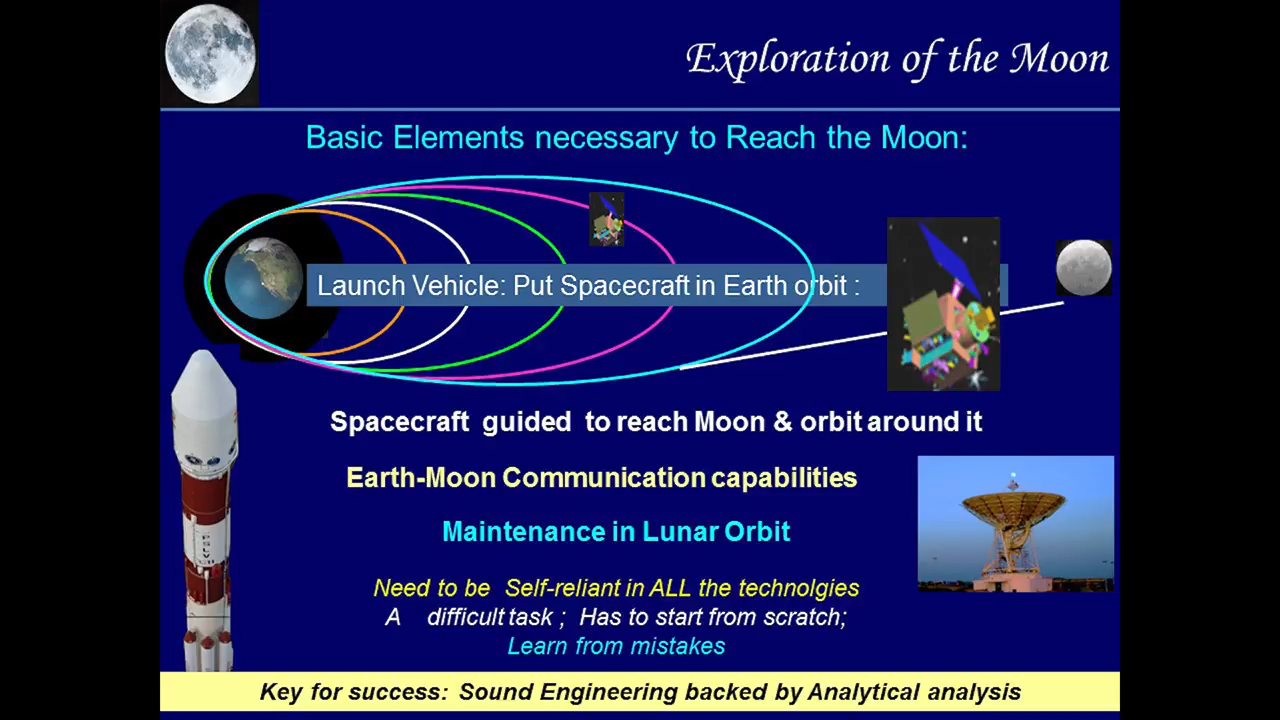 Exploration of the Moon
Basic Elements necessary to Reach the Moon:
Launch Vehicle: Put Spacecraft in Earth orbit :
Spacecraft guided to reach Moon & orbit around it
Earth-Moon Communication capabilities
Maintenance in Lunar Orbit
PSLV
Need to be Self-reliant in ALL the technolgies
A difficult task ; Has to start from scratch;
Learn from mistakes
Key for success: Sound Engineering backed by Analytical analysis